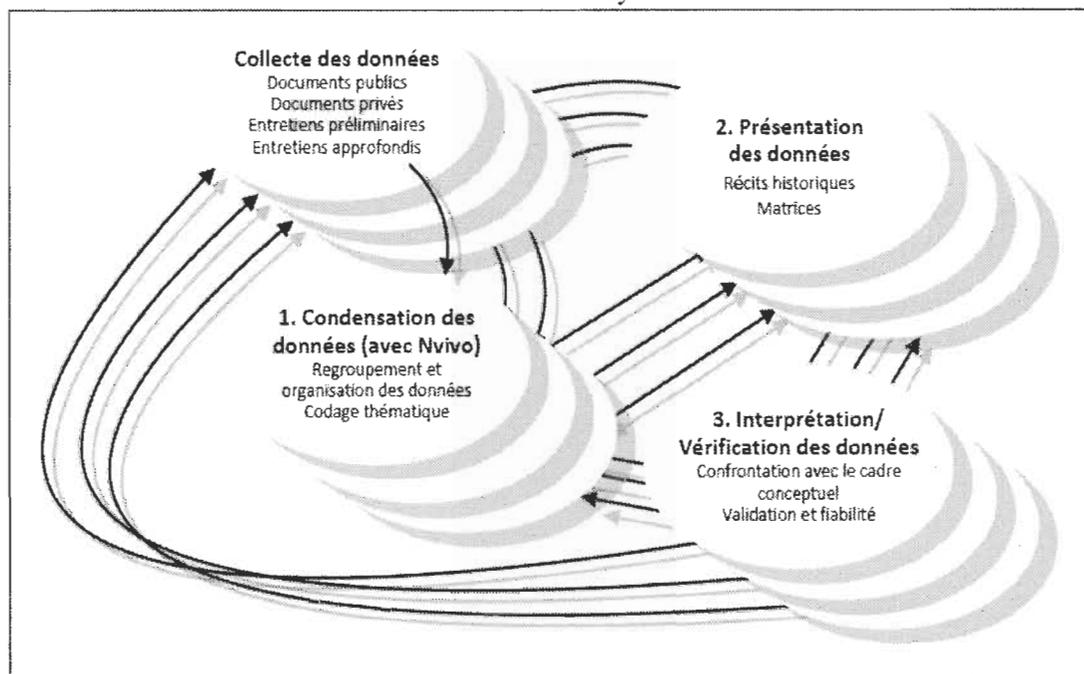 Collecte des données
Documents publics
Documents privés
Entretiens préliminaires
Entretiens approfondis
2. Présentation
des données
Récits historiques
Matrices
1. Condensation des
données (avec Nvivo)
Regroupement et
organisation des données
Codage thématique
3. Interprétation/
Vérification des données
Confrontation avec le cadre
conceptuel
Validation et fiabilité